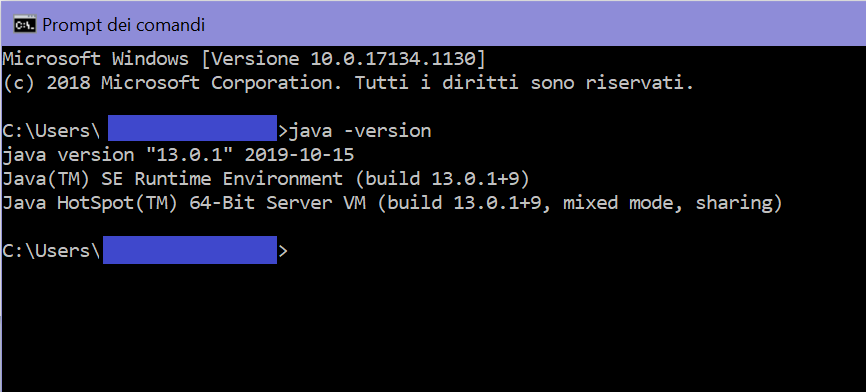 Prompt dei comandi
Microsoft Windows [Versione 10.0.17134.1130]
(c) 2018 Microsoft Corporation. Tutti i diritti sono riservati.
C:\Users\ >java -version
java version "13.0.1" 2019-10-15
Java(TM) SE Runtime Environment (build 13.0.1+9)
Java HotSpot(TM) 64-Bit Server VM (build 13.0.1+9, mixed mode, sharing)
C:\Users\ >